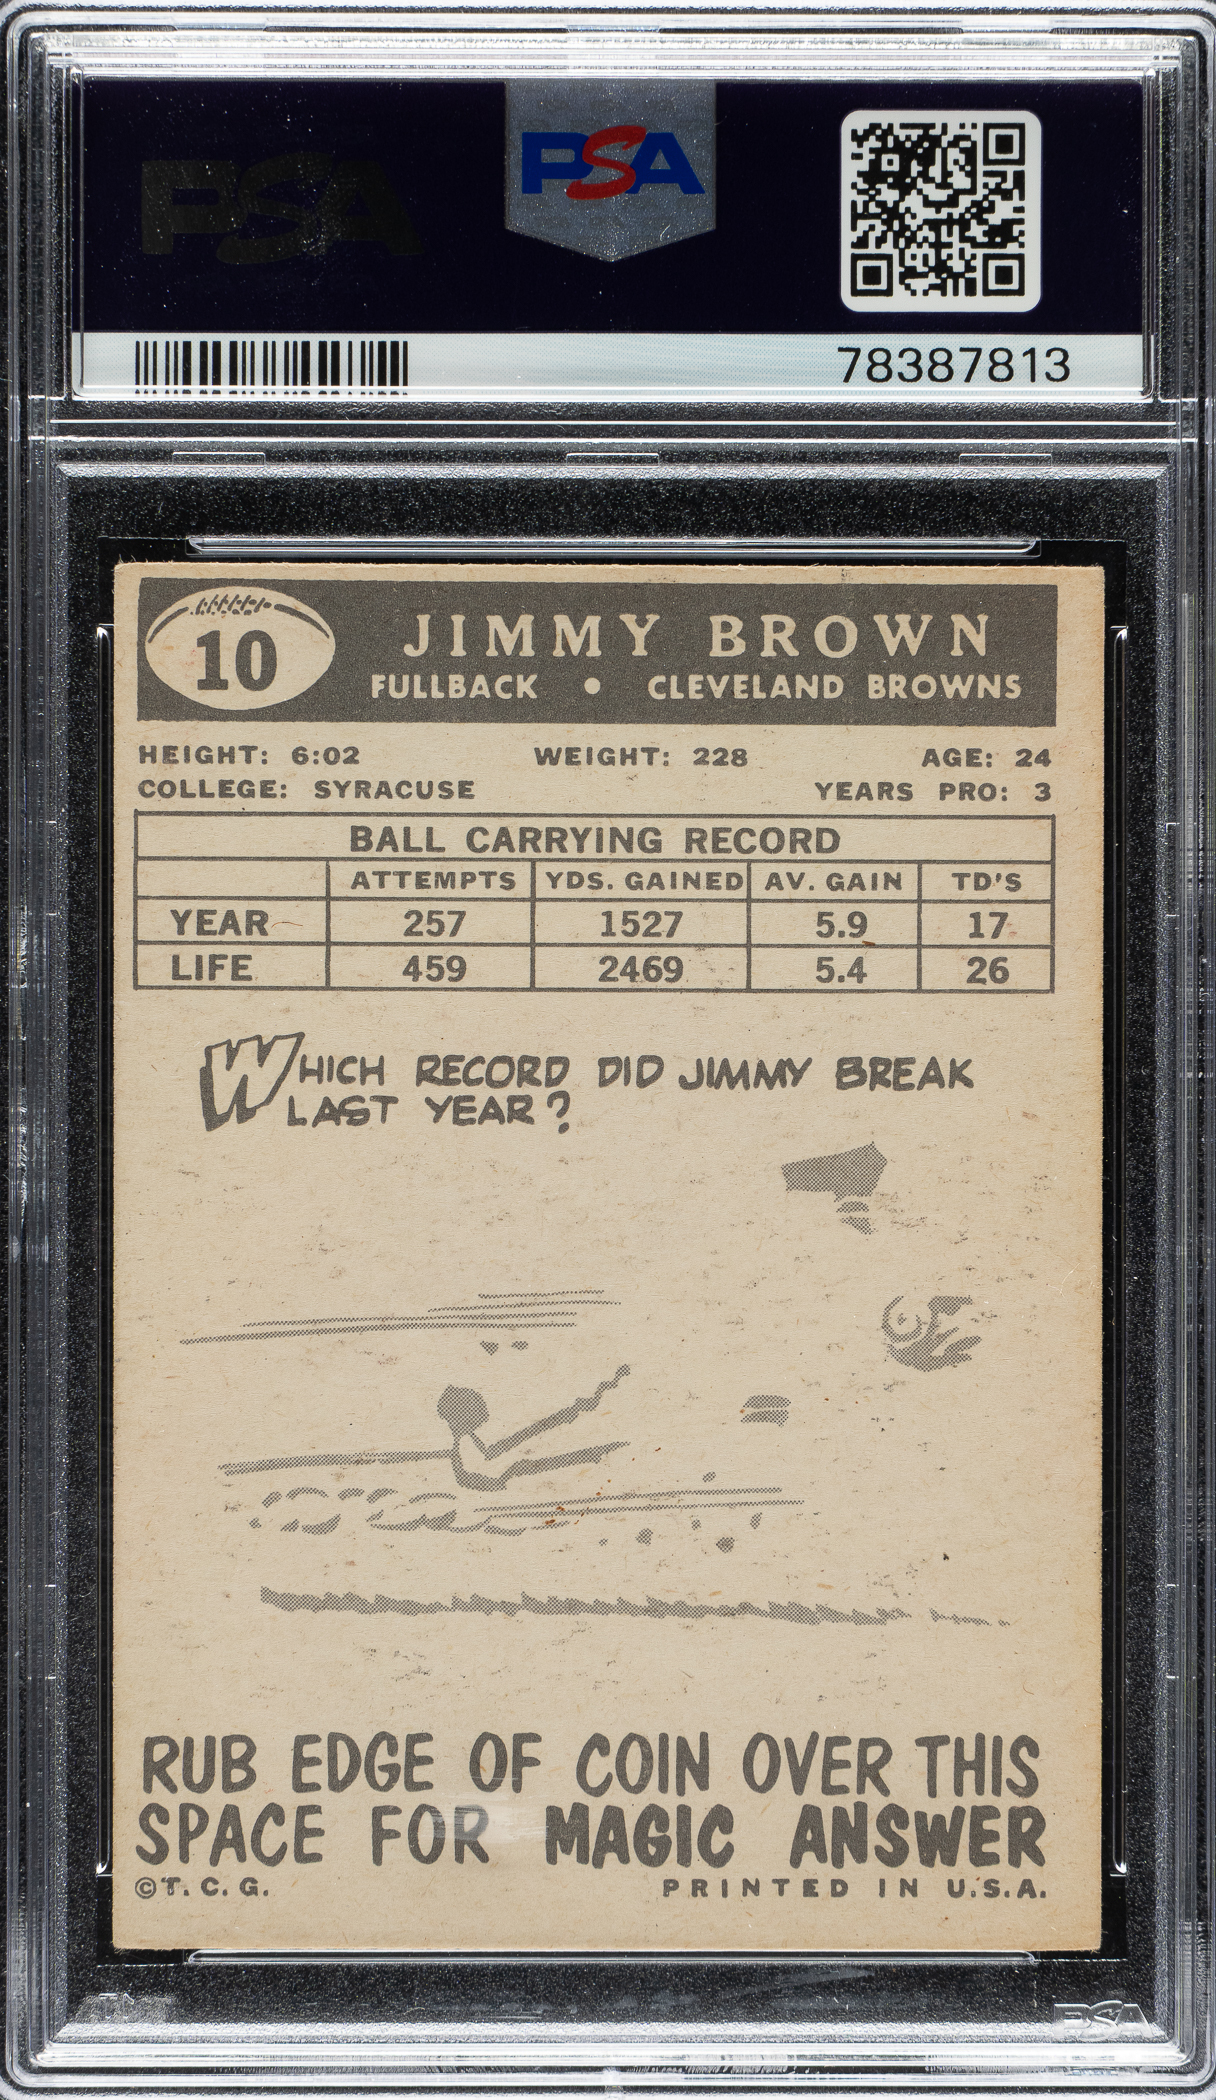 PSA
PSA
78387813
10
JIMMY BROWN
FULLBACK • CLEVELAND BROWNS
HEIGHT: 6:02 WEIGHT: 228 AGE: 24
COLLEGE: SYRACUSE YEARS PRO: 3
BALL CARRYING RECORD
ATTEMPTS YDS. GAINED AV. GAIN TD'S
YEAR 257 1527 5.9 17
LIFE 459 2469 5.4 26
WHICH RECORD DID JIMMY BREAK
LAST YEAR?
RUB EDGE OF COIN OVER THIS
SPACE FOR MAGIC ANSWER
©T. C. G. PRINTED IN U.S.A.
PSA